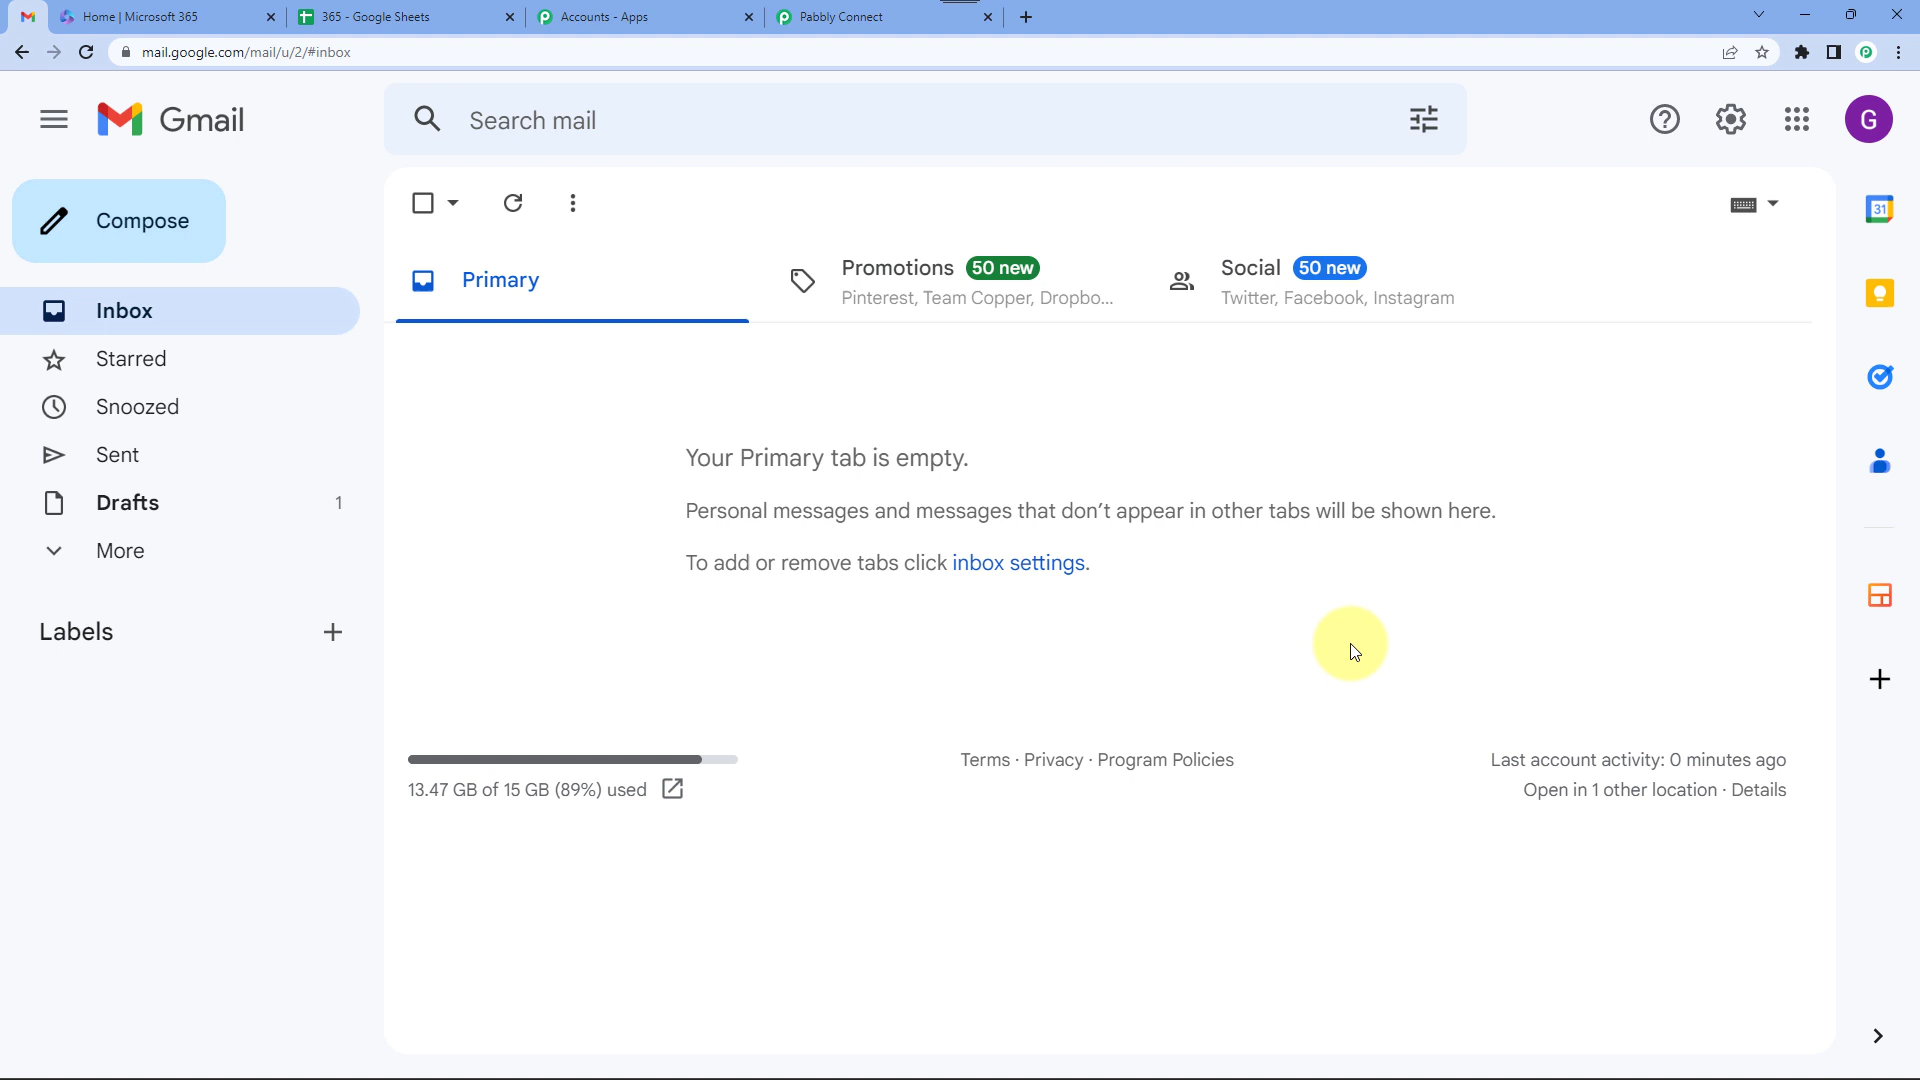 Home | Microsoft 365
365 - Google Sheets
Accounts - Apps
Pabbly Connect
mail.google.com/mail/u/2/#inbox
Gmail
Search mail
G
Compose
Inbox
Starred
Snoozed
Sent
Drafts 1
More
Labels
Primary
Promotions 50 new
Pinterest, Team Copper, Dropbo...
Social 50 new
Twitter, Facebook, Instagram
31
Your Primary tab is empty.
Personal messages and messages that don't appear in other tabs will be shown here.
To add or remove tabs click inbox settings.
13.47 GB of 15 GB (89%) used
Terms · Privacy · Program Policies
Last account activity: 0 minutes ago
Open in 1 other location · Details